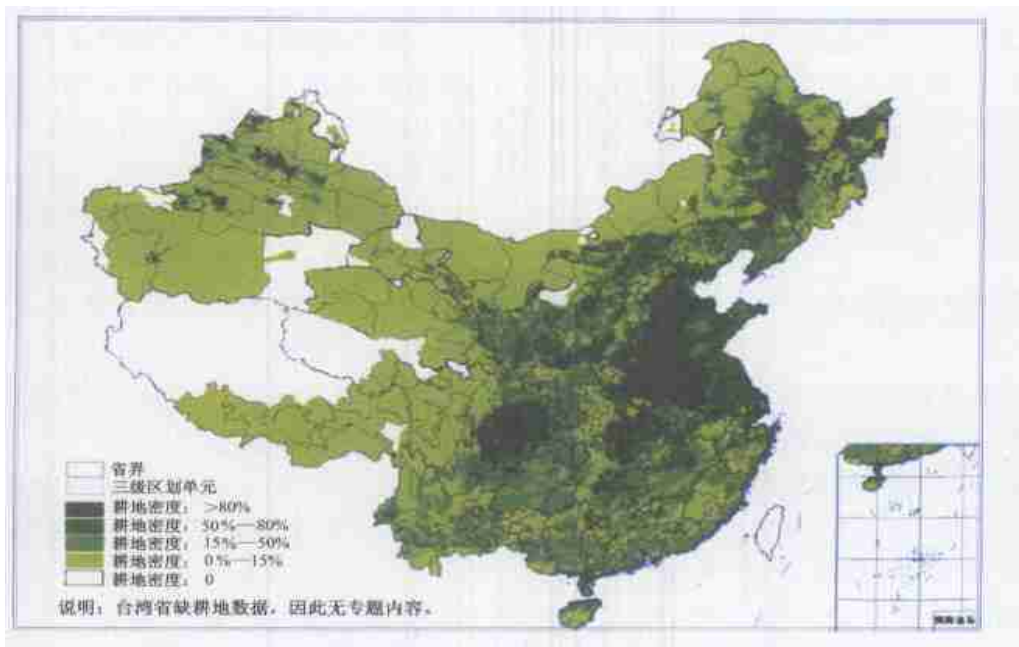 省界
三级区划单元
耕地密度：>80%
耕地密度：50%—80%
耕地密度：15%—50%
耕地密度：0%—15%
耕地密度：0
说明：台湾省缺耕地数据，因此无专题内容。